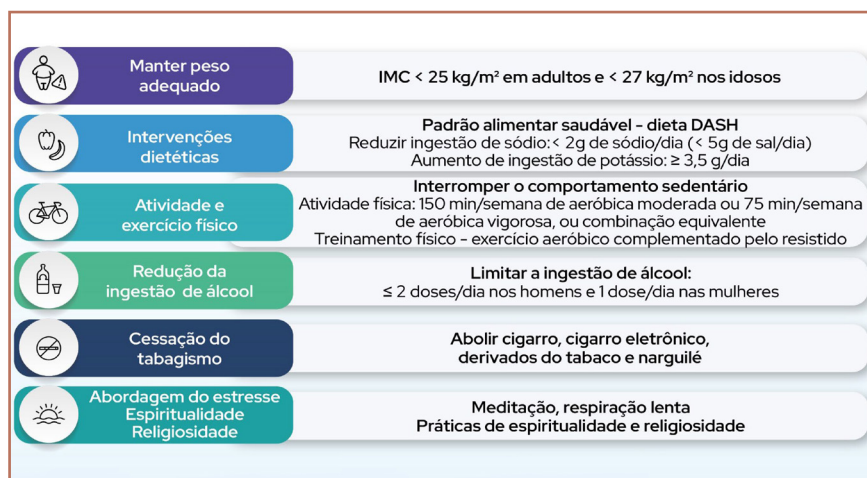 Manter peso
adequado
IMC < 25 kg/m² em adultos e < 27 kg/m² nos idosos
Intervenções
dietéticas
Padrão alimentar saudável - dieta DASH
Reduzir ingestão de sódio: < 2g de sódio/dia (< 5g de sal/dia)
Aumento de ingestão de potássio: ≥ 3,5 g/dia
Atividade e
exercício físico
Interromper o comportamento sedentário
Atividade física: 150 min/semana de aeróbica moderada ou 75 min/semana
de aeróbica vigorosa, ou combinação equivalente
Treinamento físico - exercício aeróbico complementado pelo resistido
Redução da
ingestão de álcool
Limitar a ingestão de álcool:
≤ 2 doses/dia nos homens e 1 dose/dia nas mulheres
Cessação do
tabagismo
Abolir cigarro, cigarro eletrônico,
derivados do tabaco e narguilé
Abordagem do estresse
Espiritualidade
Religiosidade
Meditação, respiração lenta
Práticas de espiritualidade e religiosidade